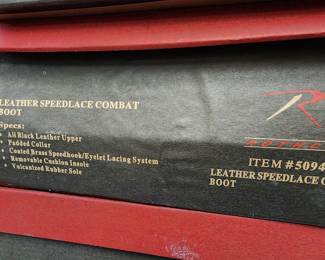 LEATHER SPEEDLACE COMBAT
BOOT
Specs:
• All Black Leather Upper
• Padded Collar
• Coated Brass Speedhook/Eyelet Lacing System
• Removable Cushion Insole
• Vulcanized Rubber Sole
R
ROTHCO
ITEM #5094
LEATHER SPEEDLACE C
BOOT